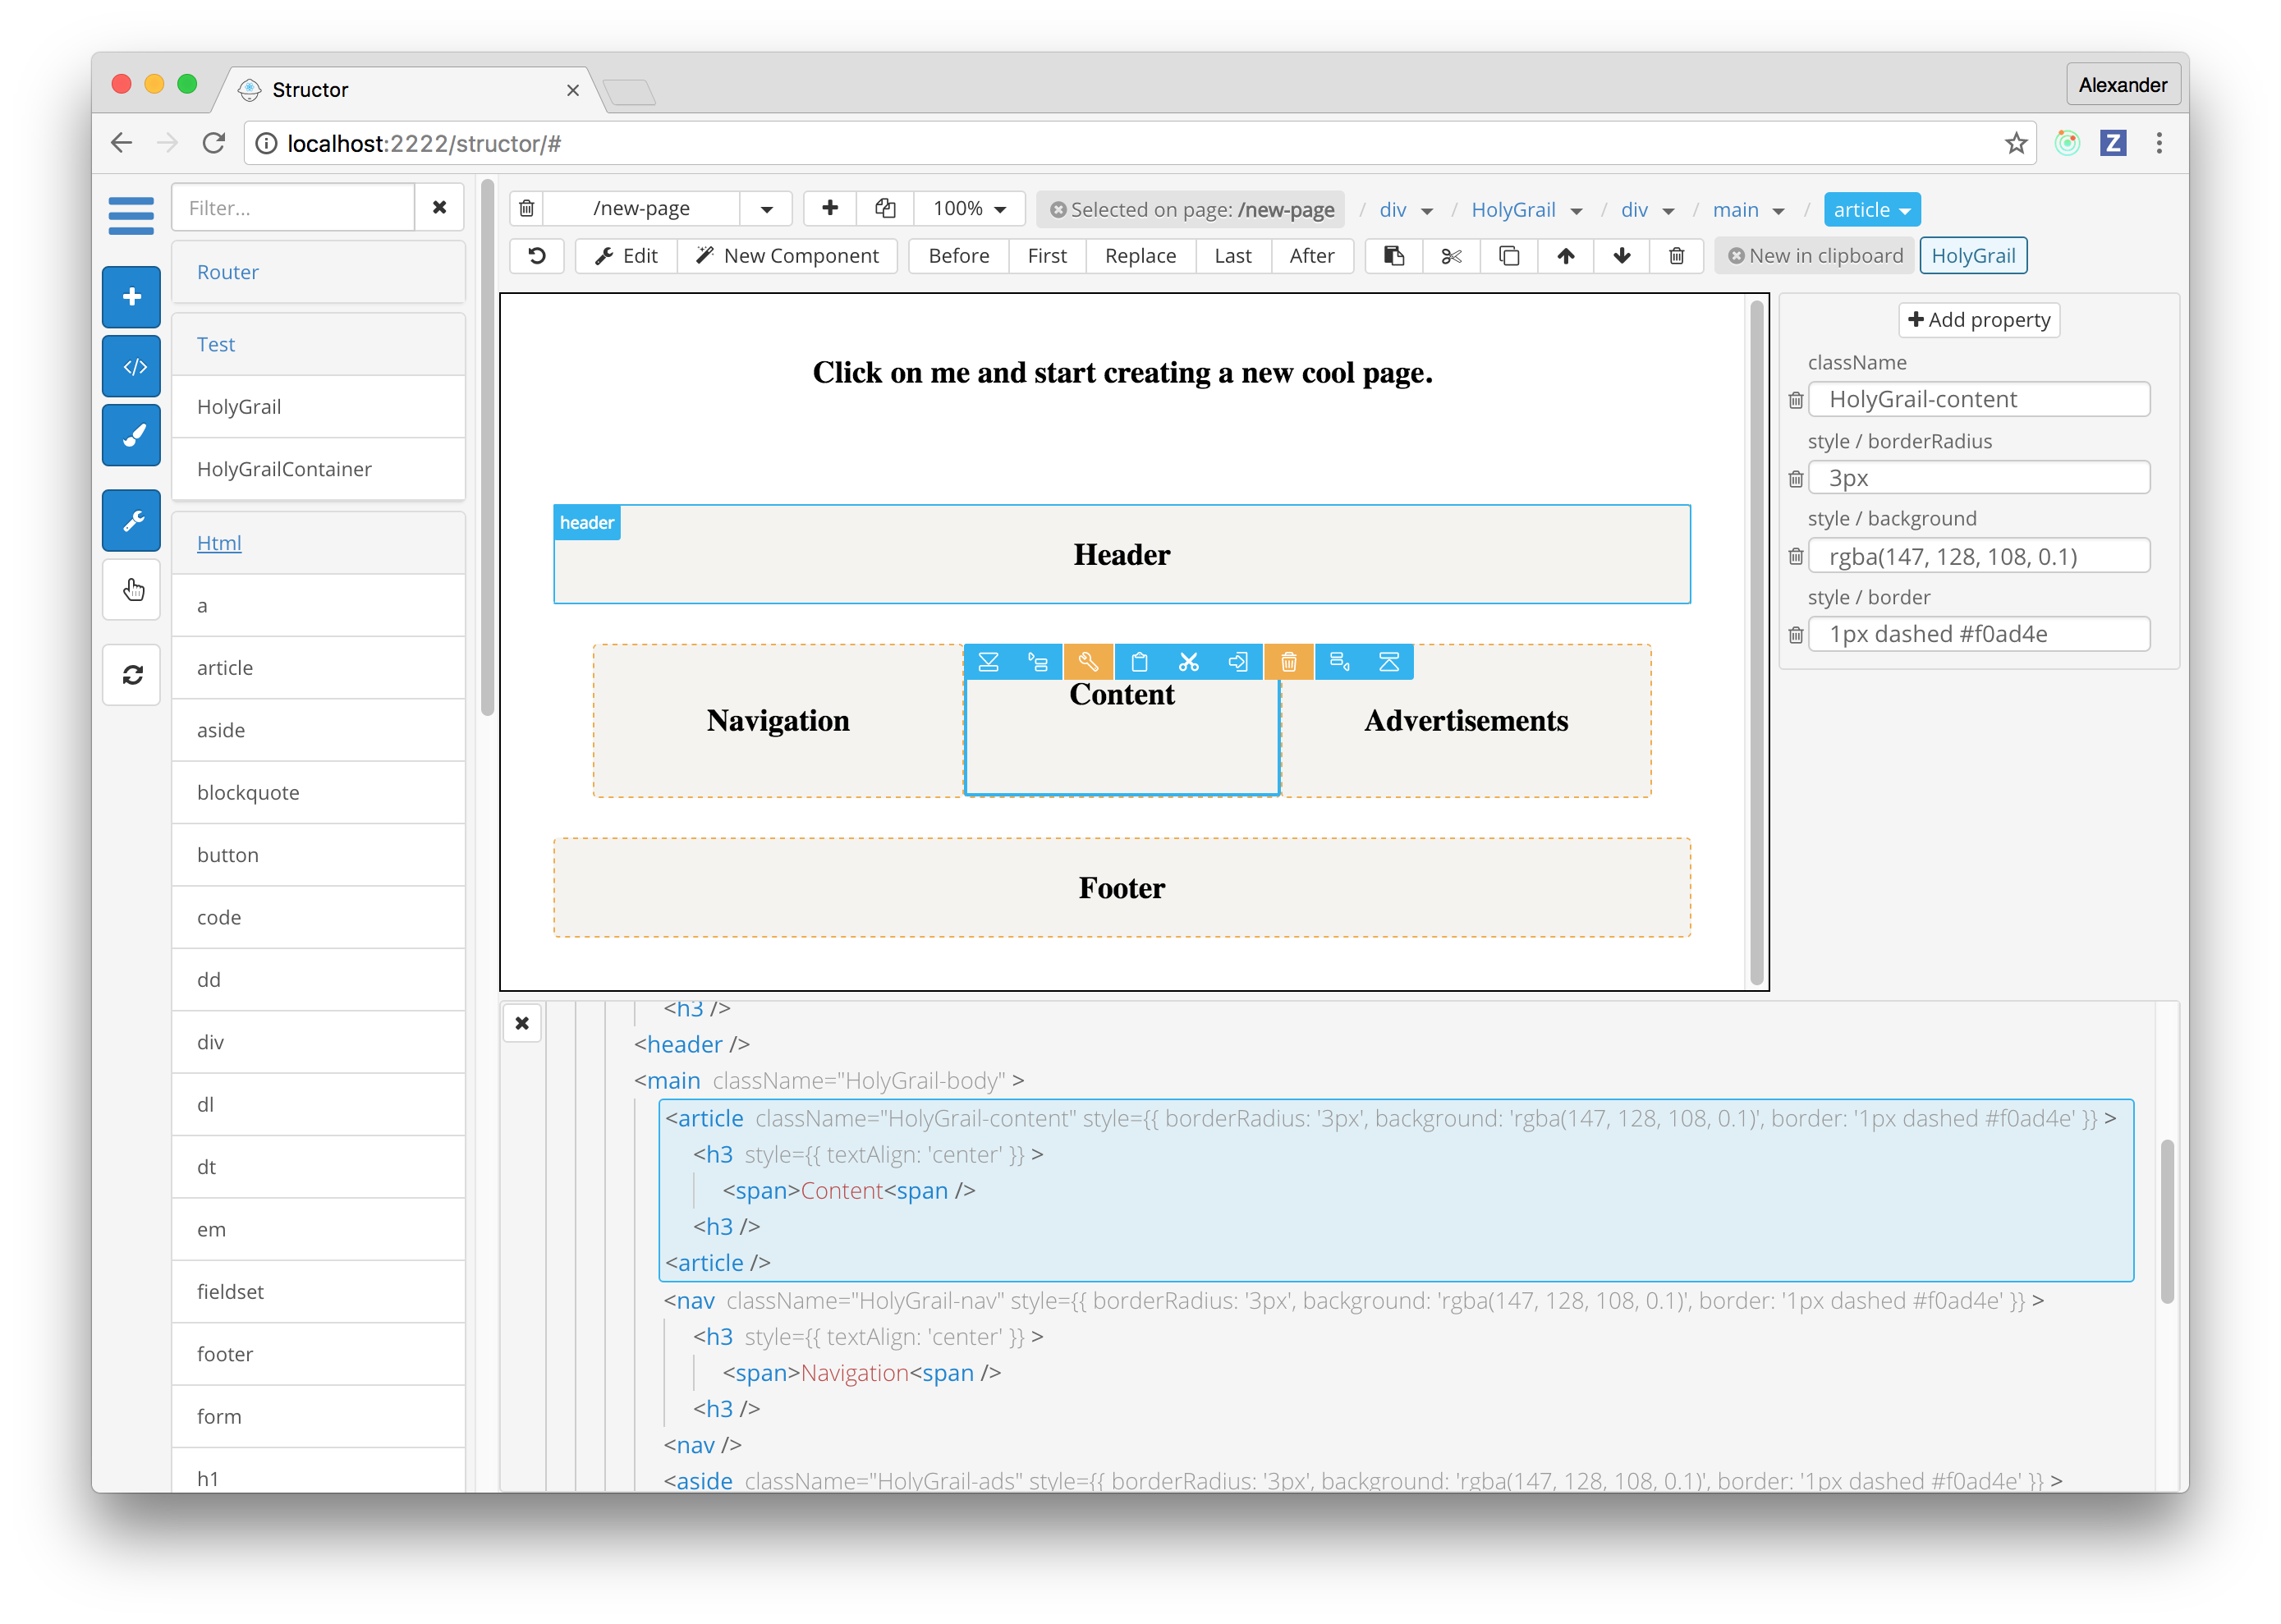 Structor
Alexander
localhost:2222/structor/#
Z
Filter...
Router
Test
HolyGrail
HolyGrailContainer
Html
a
article
aside
blockquote
button
code
dd
div
dl
dt
em
fieldset
footer
form
h1
/new-page
100%
Selected on page: /new-page / div / HolyGrail / div / main / article
Edit
New Component
Before
First
Replace
Last
After
New in clipboard
HolyGrail
Click on me and start creating a new cool page.
header
Header
Navigation
Content
Advertisements
Footer
Add property
className
HolyGrail-content
style / borderRadius
3px
style / background
rgba(147, 128, 108, 0.1)
style / border
1px dashed #f0ad4e
<h3 />
<header />
<main className="HolyGrail-body" >
<article className="HolyGrail-content" style={{ borderRadius: '3px', background: 'rgba(147, 128, 108, 0.1)', border: '1px dashed #f0ad4e' }} >
<h3 style={{ textAlign: 'center' }} >
<span>Content<span />
<h3 />
<article />
<nav className="HolyGrail-nav" style={{ borderRadius: '3px', background: 'rgba(147, 128, 108, 0.1)', border: '1px dashed #f0ad4e' }} >
<h3 style={{ textAlign: 'center' }} >
<span>Navigation<span />
<h3 />
<nav />
<aside className="HolyGrail-ads" style={{ borderRadius: '3px', background: 'rgba(147, 128, 108, 0.1)', border: '1px dashed #f0ad4e' }} >